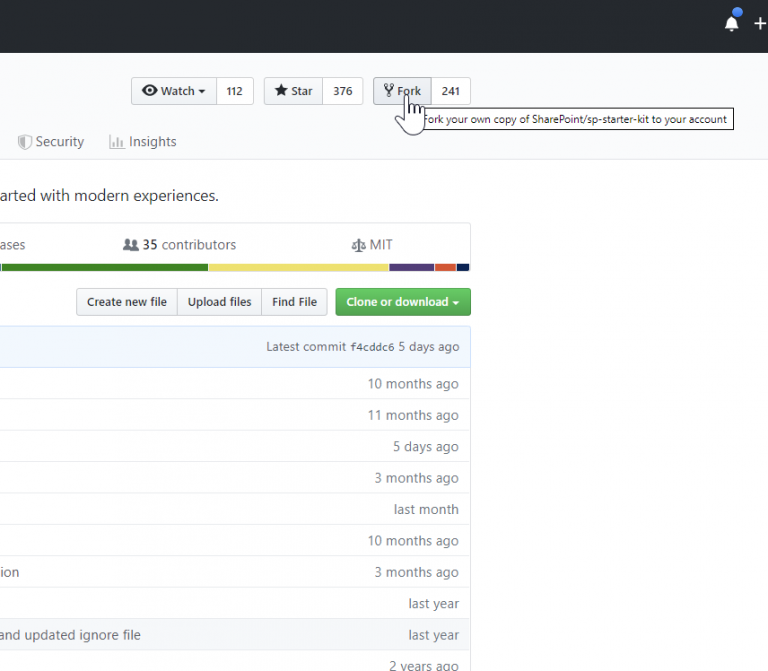 Watch 112 Star 376 Fork 241
Fork your own copy of SharePoint/sp-starter-kit to your account
Security Insights
arted with modern experiences.
ases 35 contributors MIT
Create new file Upload files Find File Clone or download
Latest commit f4cddc6 5 days ago
10 months ago
11 months ago
5 days ago
3 months ago
last month
10 months ago
ion 3 months ago
last year
and updated ignore file last year
2 years ago